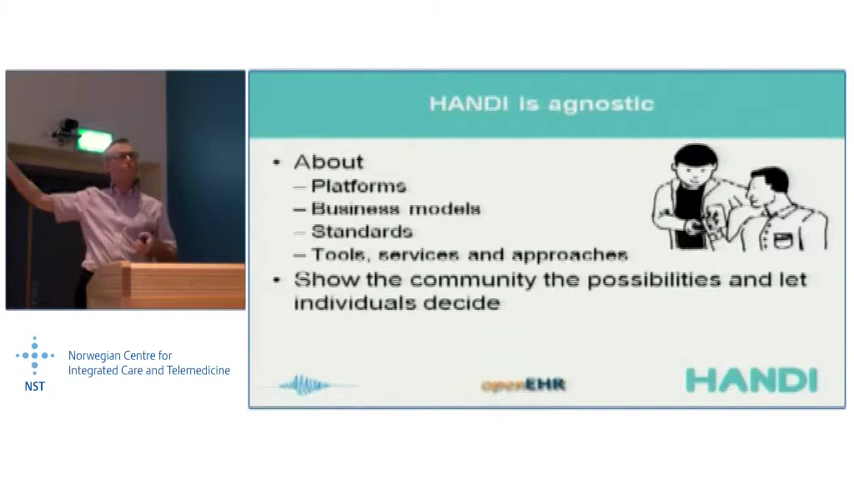 HANDI is agnostic
• About
– Platforms
– Business models
– Standards
– Tools, services and approaches
• Show the community the possibilities and let
individuals decide
openEHR
HANDI
Norwegian Centre for
Integrated Care and Telemedicine
NST